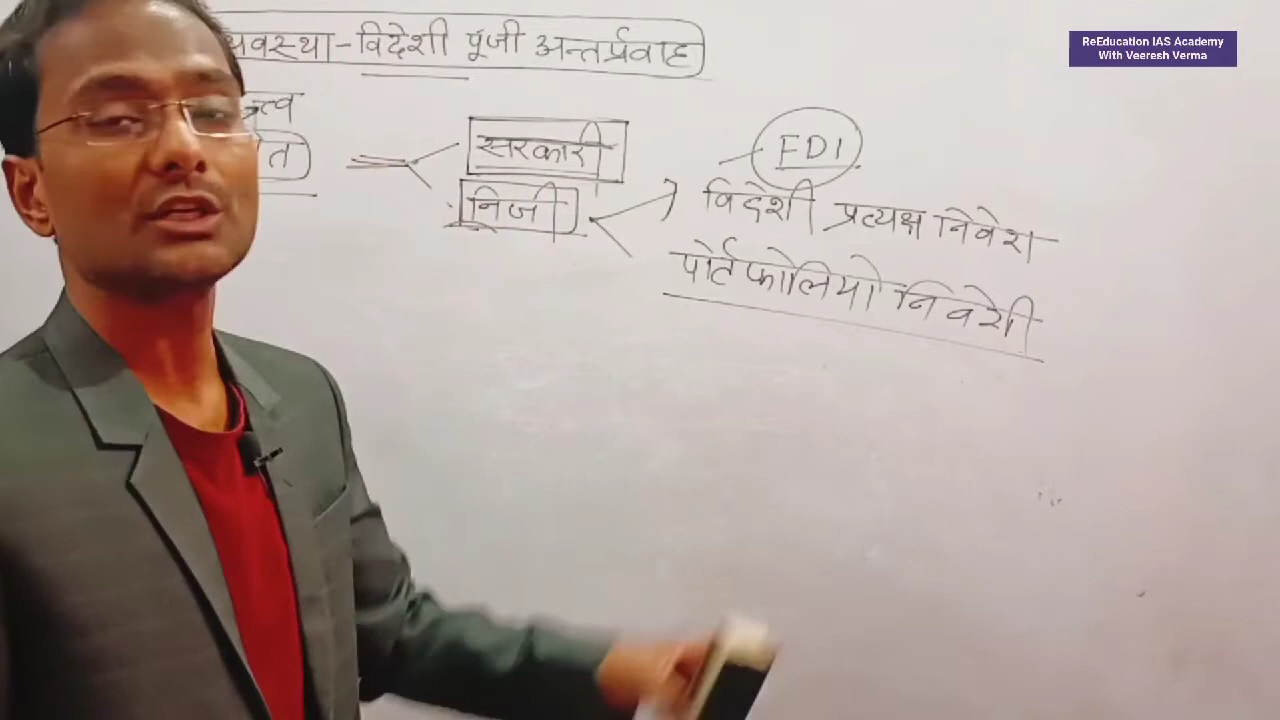 ReEducation IAS Academy
With Veeresh Verma
व्यवस्था-विदेशी पूंजी अन्तर्प्रवाह
सरकारी
निजी
FDI
विदेशी प्रत्यक्ष निवेश
पोर्टफोलियो निवेशी